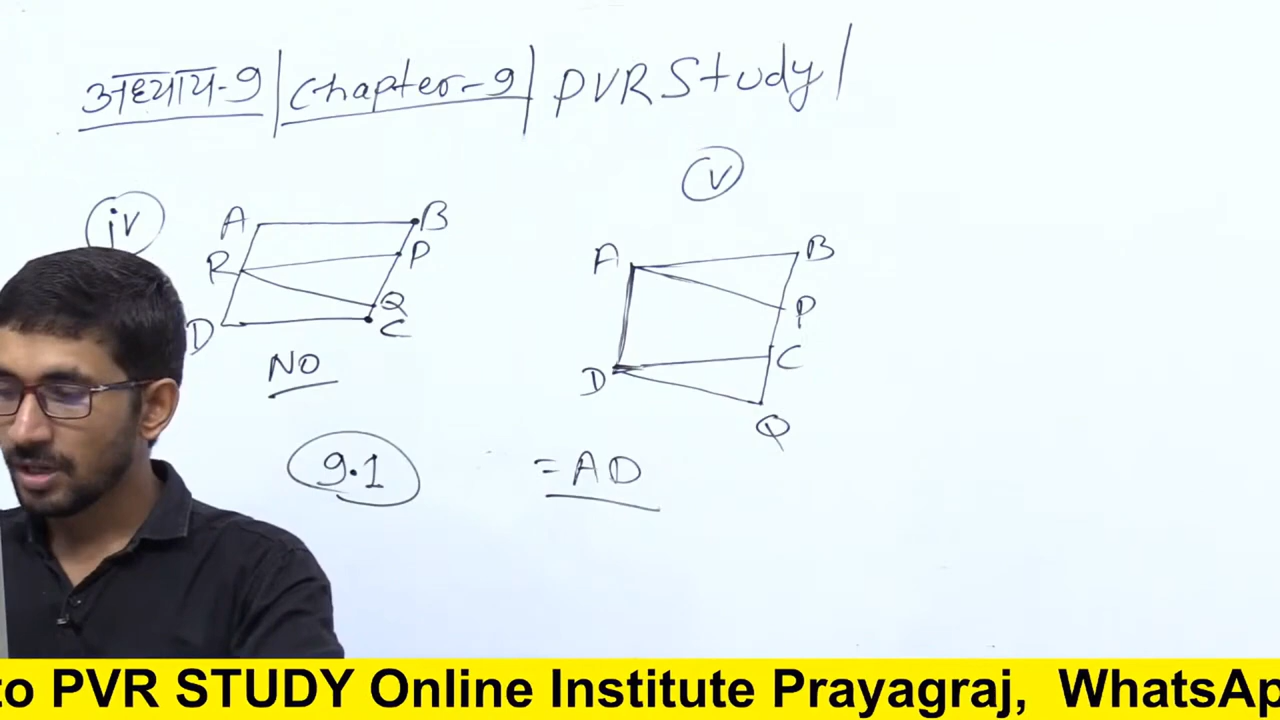 अध्याय-9 | Chapter-9 | PVR Study |
iv
A B
R P
Q
D C
NO
9.1
v
A B
P
D C
Q
= AD
to PVR STUDY Online Institute Prayagraj, WhatsAp